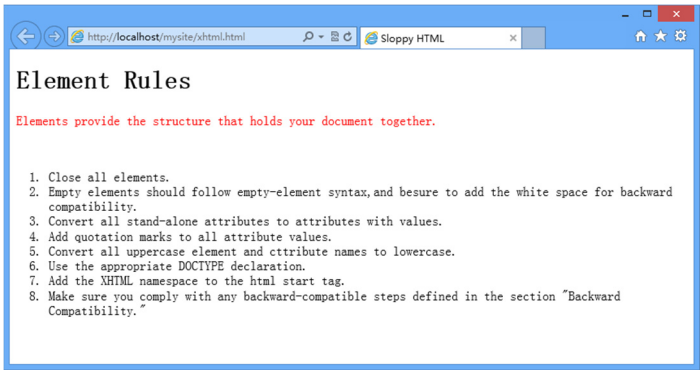 http://localhost/mysite/xhtml.html
Sloppy HTML
Element Rules
Elements provide the structure that holds your document together.
1. Close all elements.
2. Empty elements should follow empty-element syntax,and besure to add the white space for backward
compatibility.
3. Convert all stand-alone attributes to attributes with values.
4. Add quotation marks to all attribute values.
5. Convert all uppercase element and cttribute names to lowercase.
6. Use the appropriate DOCTYPE declaration.
7. Add the XHTML namespace to the html start tag.
8. Make sure you comply with any backward-compatible steps defined in the section "Backward
Compatibility."